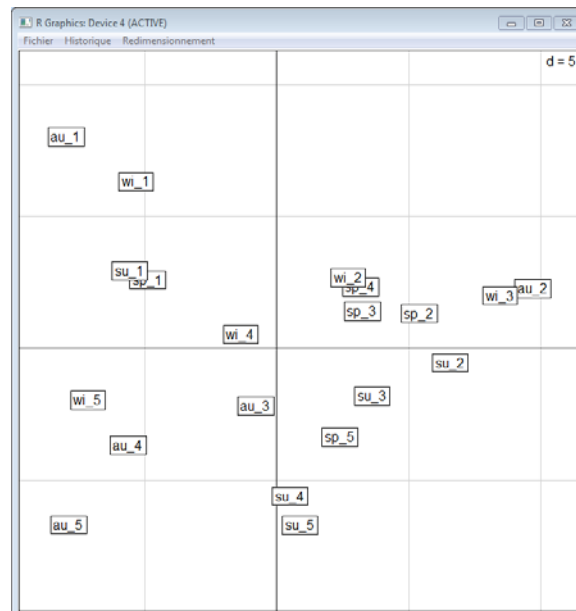 R Graphics: Device 4 (ACTIVE)
Fichier Historique Redimensionnement
d = 5
au_1
wi_1
su_1
sp_1
wi_2
sp_4
wi_3
au_2
sp_3
sp_2
wi_4
su_2
wi_5
au_3
su_3
au_4
sp_5
su_4
au_5
su_5